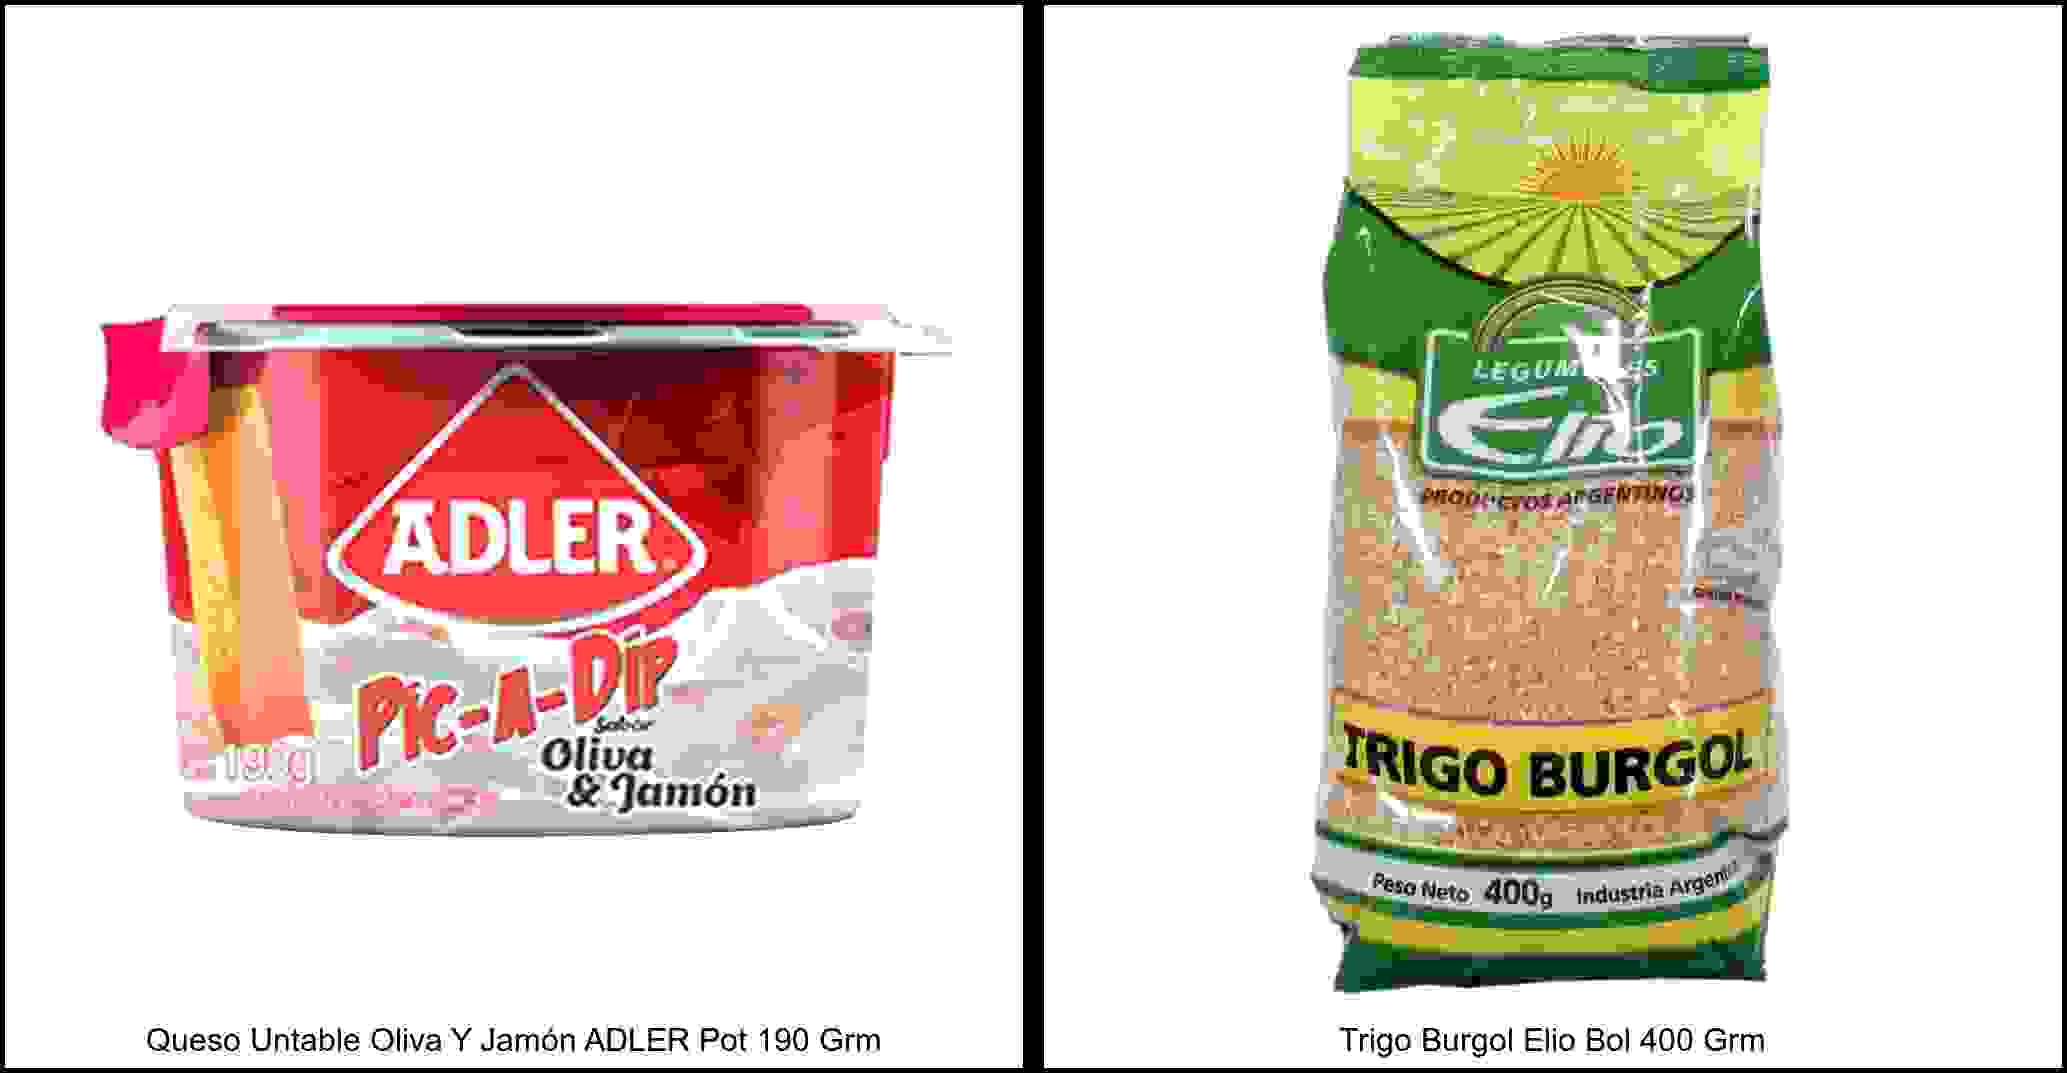 ADLER
PIC-A-DIP
Sabor
Oliva
& Jamón
Queso Untable Oliva Y Jamón ADLER Pot 190 Grm
LEGUMBRES
Elio
PRODUCTOS ARGENTINOS
TRIGO BURGOL
Peso Neto 400g Industria Argentina
Trigo Burgol Elio Bol 400 Grm